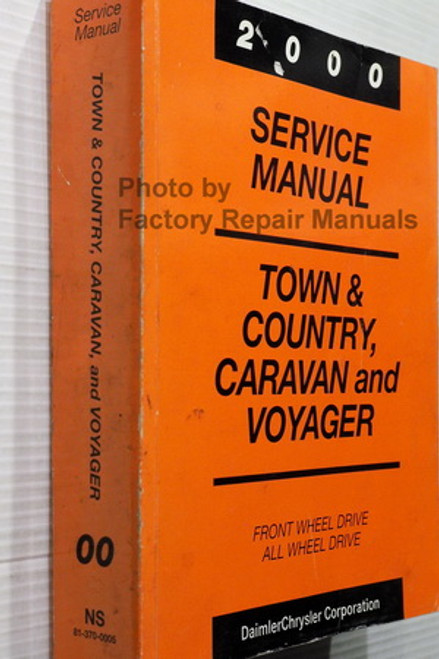 Service
Manual
TOWN & COUNTRY, CARAVAN, and VOYAGER
00
NS
81-370-0005
2000
SERVICE
MANUAL
Photo by
Factory Repair Manuals
TOWN &
COUNTRY,
CARAVAN and
VOYAGER
FRONT WHEEL DRIVE
ALL WHEEL DRIVE
DaimlerChrysler Corporation